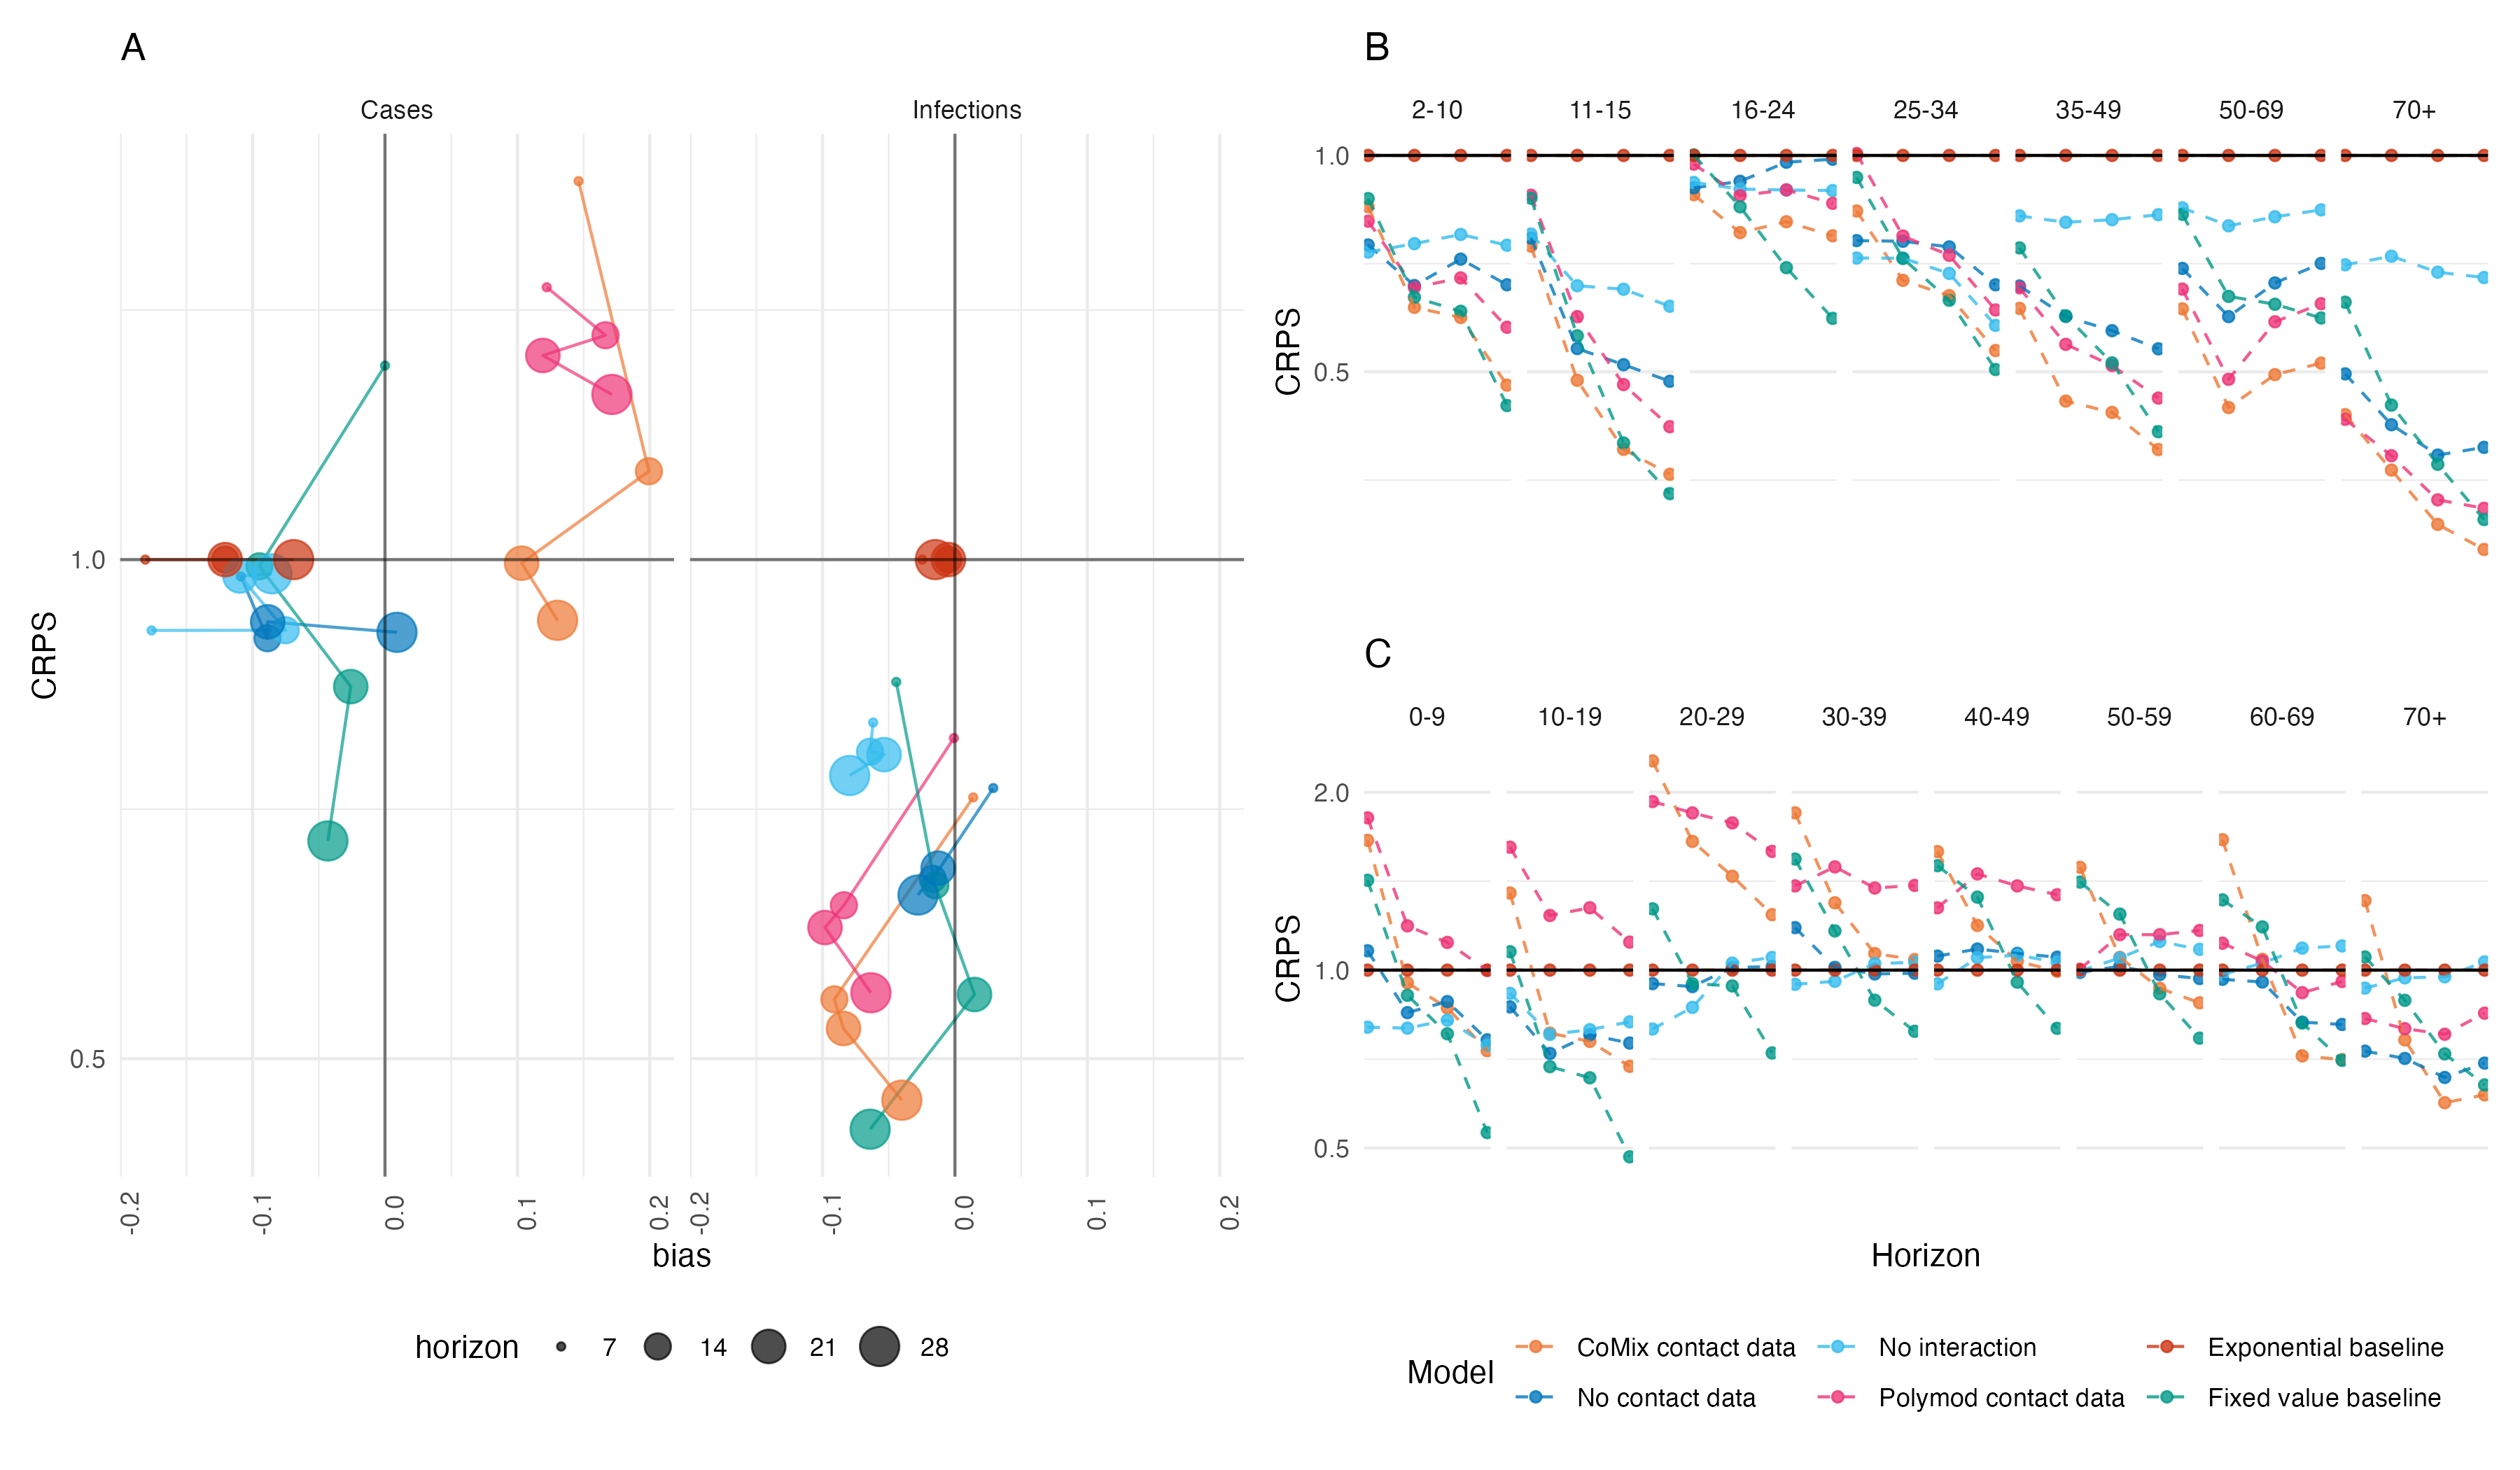 A
Cases
Infections
CRPS
1.0
0.5
-0.2
-0.1
0.0
0.1
0.2
-0.2
-0.1
0.0
0.1
0.2
bias
horizon 7 14 21 28
B
2-10 11-15 16-24 25-34 35-49 50-69 70+
CRPS
1.0
0.5
C
0-9 10-19 20-29 30-39 40-49 50-59 60-69 70+
CRPS
2.0
1.0
0.5
Horizon
Model
CoMix contact data No interaction Exponential baseline
No contact data Polymod contact data Fixed value baseline